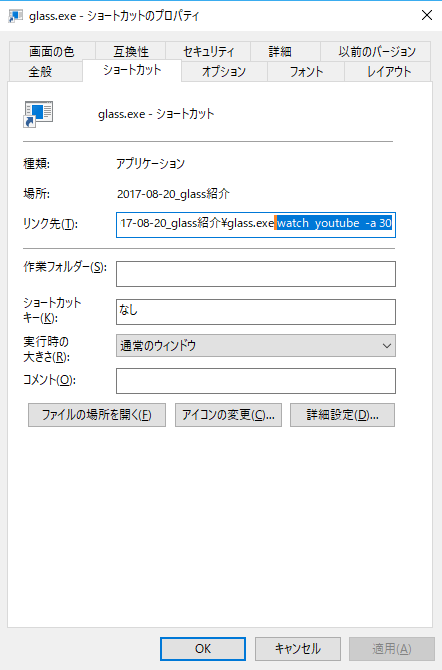 glass.exe - ショートカットのプロパティ
画面の色 互換性 セキュリティ 詳細 以前のバージョン
全般 ショートカット オプション フォント レイアウト
glass.exe - ショートカット
種類: アプリケーション
場所: 2017-08-20_glass紹介
リンク先(T): 17-08-20_glass紹介¥glass.exe watch youtube -a 30
作業フォルダー(S):
ショートカット
キー(K): なし
実行時の
大きさ(R): 通常のウィンドウ
コメント(O):
ファイルの場所を開く(F) アイコンの変更(C)... 詳細設定(D)...
OK キャンセル 適用(A)